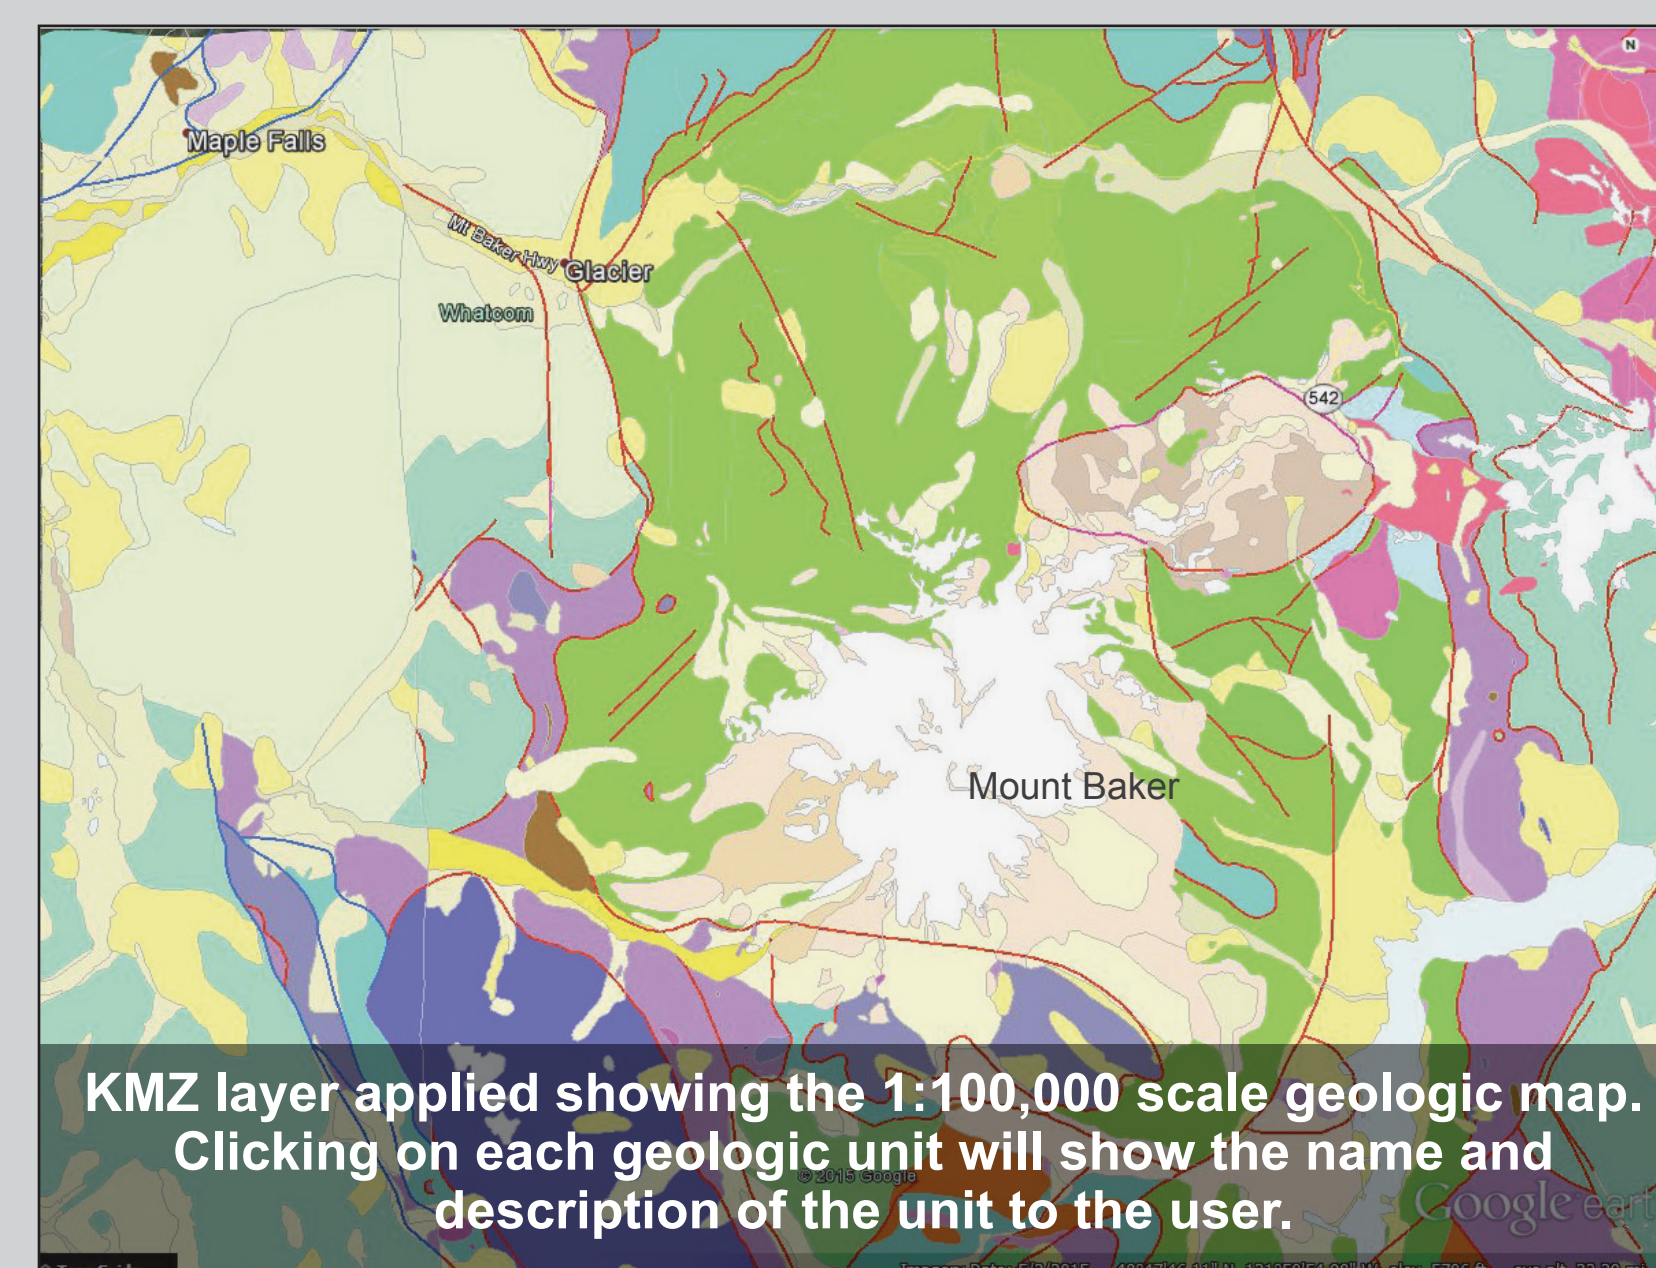 N
Maple Falls
Mt Baker Hwy
Glacier
Whatcom
542
Mount Baker
KMZ layer applied showing the 1:100,000 scale geologic map.
Clicking on each geologic unit will show the name and
description of the unit to the user.
© 2015 Google
Google eart